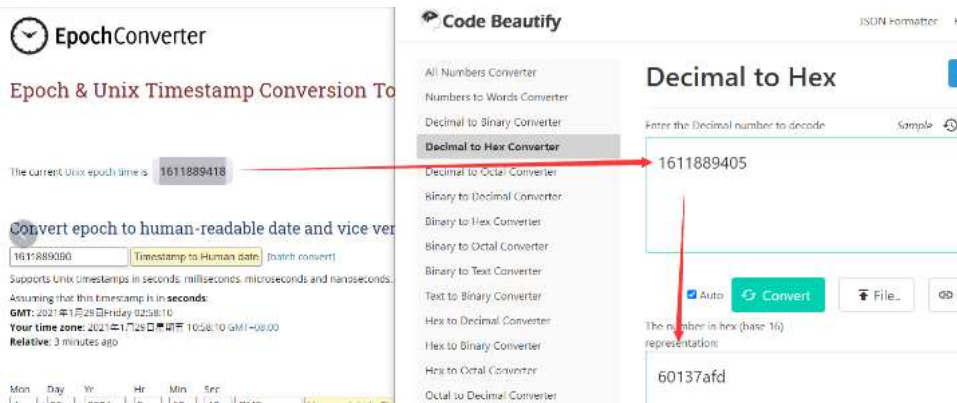 EpochConverter
Epoch & Unix Timestamp Conversion To
The current Unix epoch time is 1611889418
Convert epoch to human-readable date and vice ver
1611889090 Timestamp to Human date [batch convert]
Supports Unix timestamps in seconds, milliseconds, microseconds and nanoseconds.
Assuming that this timestamp is in seconds:
GMT: 2021年1月29日Friday 02:58:10
Your time zone: 2021年1月29日星期五 10:58:10 GMT+08:00
Relative: 3 minutes ago
Mon Day Yr Hr Min Sec
Code Beautify
JSON Formatter
All Numbers Converter
Numbers to Words Converter
Decimal to Binary Converter
Decimal to Hex Converter
Decimal to Octal Converter
Binary to Decimal Converter
Binary to Hex Converter
Binary to Octal Converter
Binary to Text Converter
Text to Binary Converter
Hex to Decimal Converter
Hex to Binary Converter
Hex to Octal Converter
Octal to Decimal Converter
Decimal to Hex
Enter the Decimal number to decode Sample
1611889405
Auto Convert File..
The number in hex (base 16)
representation:
60137afd